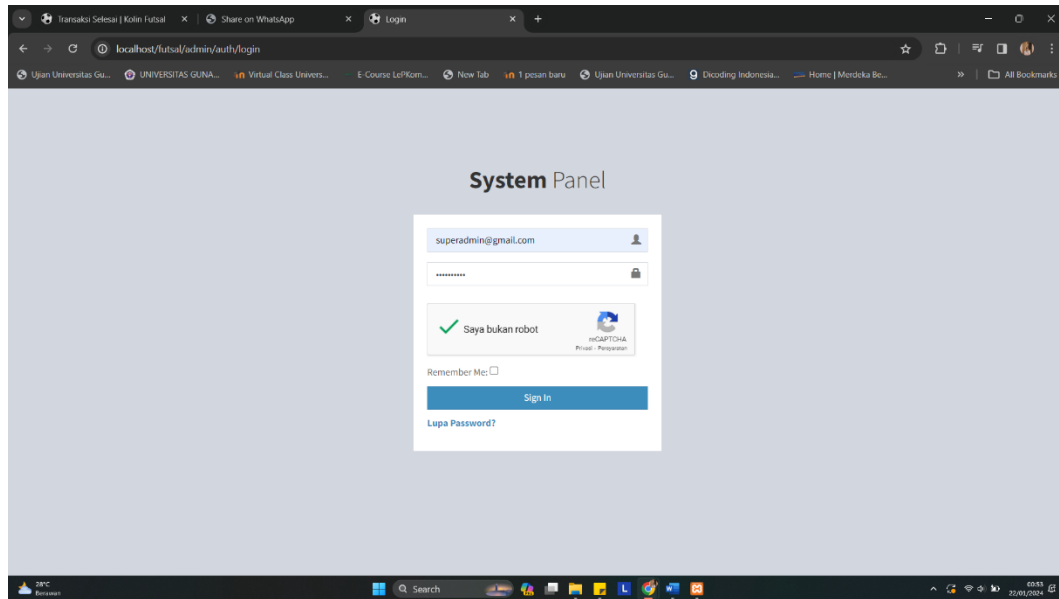 Transaksi Selesai | Kolin Futsal
Share on WhatsApp
Login
localhost/futsal/admin/auth/login
Ujian Universitas Gu...
UNIVERSITAS GUNA...
Virtual Class Univers...
E-Course LePKom...
New Tab
1 pesan baru
Ujian Universitas Gu...
Dicoding Indonesia...
Home | Merdeka Be...
»
All Bookmarks
System Panel
superadmin@gmail.com
Saya bukan robot
reCAPTCHA
Privasi - Persyaratan
Remember Me:
Sign In
Lupa Password?
28°C
Berawan
Search
00:53
22/01/2024